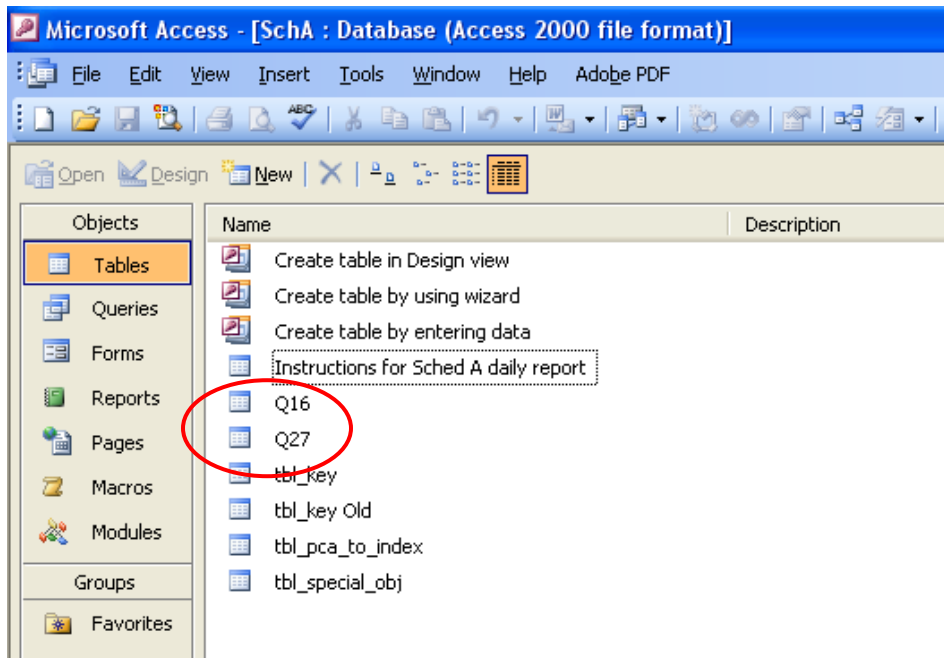 Microsoft Access - [SchA : Database (Access 2000 file format)]
File Edit View Insert Tools Window Help Adobe PDF
ABC W
Open Design New
Objects Name Description
Tables
Queries
Forms
Reports
Pages
Macros
Modules
Groups
Favorites
Create table in Design view
Create table by using wizard
Create table by entering data
Instructions for Sched A daily report
Q16
Q27
tbl_key
tbl_key Old
tbl_pca_to_index
tbl_special_obj